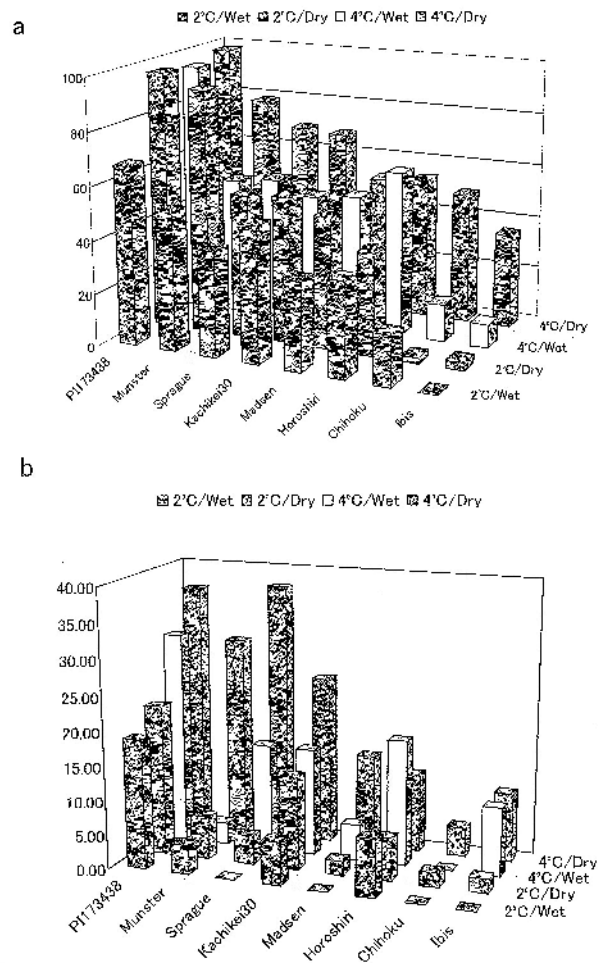 a
2°C/Wet 2°C/Dry 4°C/Wet 4°C/Dry
100
80
60
40
20
0
PI173438
Munster
Sprague
Kachikei30
Madsen
Horoshiri
Chihoku
Ibis
4°C/Dry
4°C/Wet
2°C/Dry
2°C/Wet
b
2°C/Wet 2°C/Dry 4°C/Wet 4°C/Dry
40.00
35.00
30.00
25.00
20.00
15.00
10.00
5.00
0.00
PI173438
Munster
Sprague
Kachikei30
Madsen
Horoshiri
Chihoku
Ibis
4°C/Dry
4°C/Wet
2°C/Dry
2°C/Wet